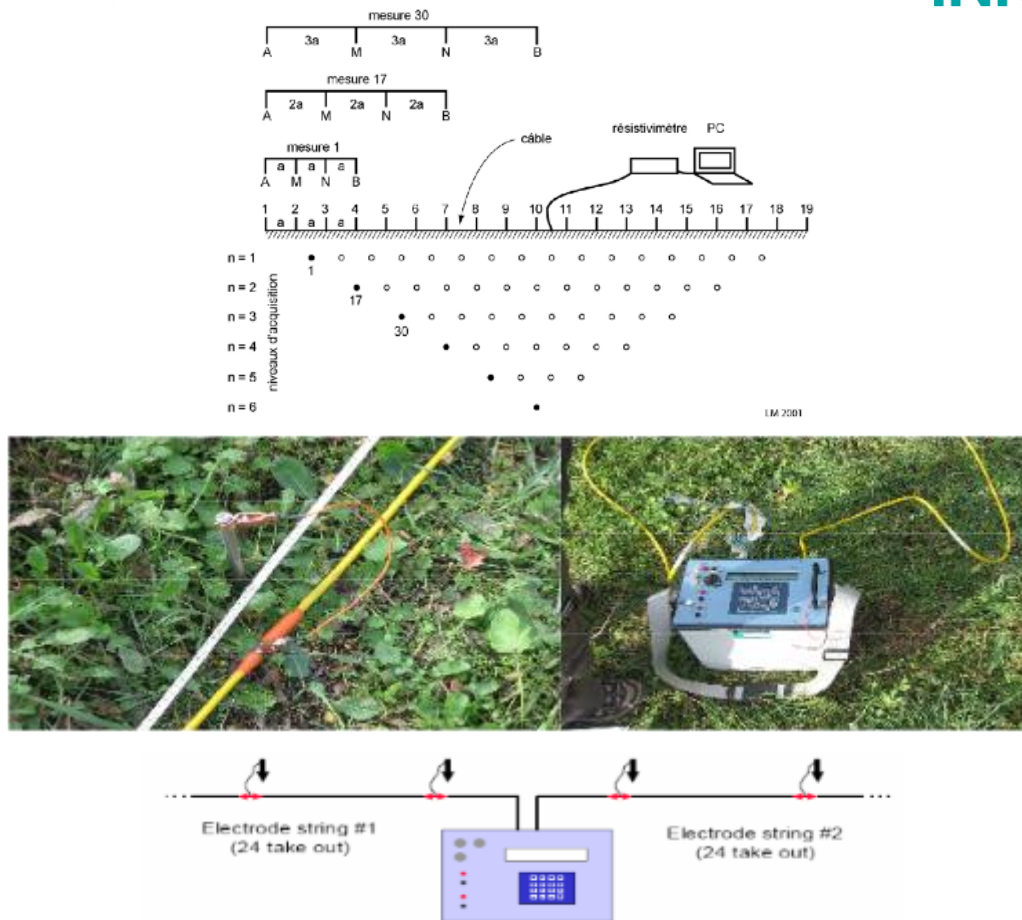 mesure 30
3a 3a 3a
A M N B
mesure 17
2a 2a 2a
A M N B
câble
résistivimètre PC
mesure 1
a a a
A M N B
1 2 3 4 5 6 7 8 9 10 11 12 13 14 15 16 17 18 19
a a a
n = 1
1
n = 2
17
n = 3
30
n = 4
n = 5
n = 6
niveaux d'acquisition
LM 2001
Electrode string #1
(24 take out)
Electrode string #2
(24 take out)